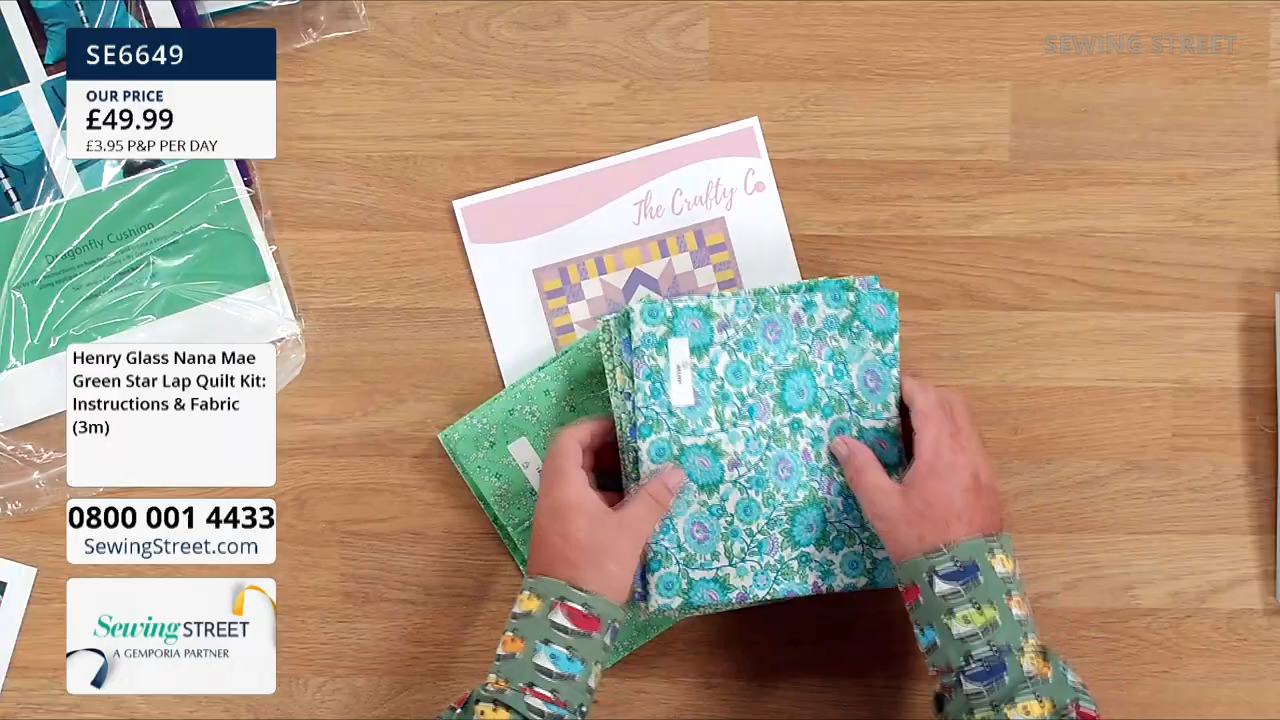 SE6649
OUR PRICE
£49.99
£3.95 P&P PER DAY
SEWING STREET
The Crafty Co
Dragonfly Cushion
Henry Glass Nana Mae
Green Star Lap Quilt Kit:
Instructions & Fabric
(3m)
0800 001 4433
SewingStreet.com
Sewing STREET
A GEMPORIA PARTNER